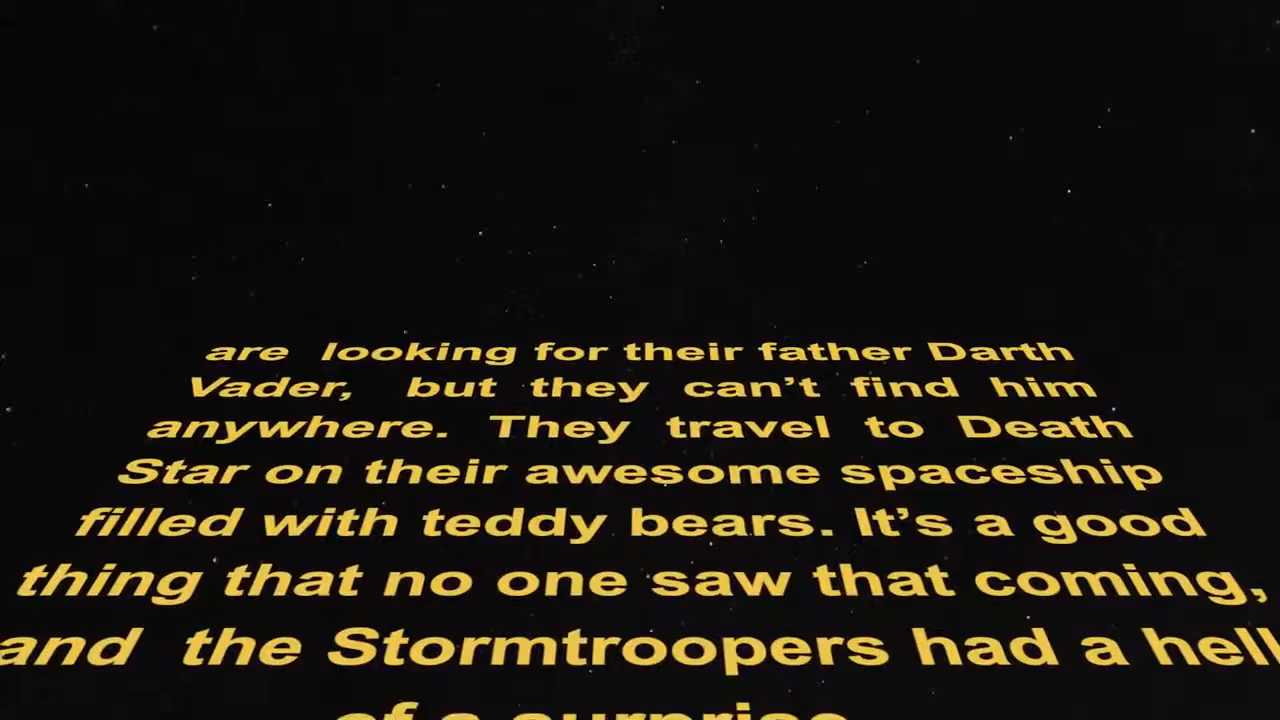 are looking for their father Darth
Vader, but they can’t find him
anywhere. They travel to Death
Star on their awesome spaceship
filled with teddy bears. It’s a good
thing that no one saw that coming,
and the Stormtroopers had a hell
of a surprise